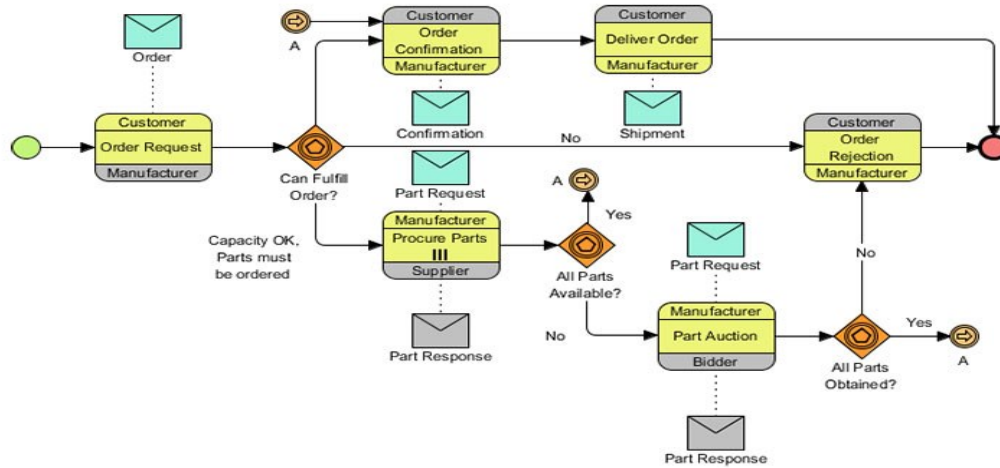 Order
Customer
Order Request
Manufacturer
A
Can Fulfill
Order?
Customer
Order
Confirmation
Manufacturer
Confirmation
Customer
Deliver Order
Manufacturer
Shipment
No
Customer
Order
Rejection
Manufacturer
Capacity OK,
Parts must
be ordered
Part Request
Manufacturer
Procure Parts
Supplier
Part Response
A
Yes
All Parts
Available?
No
Part Request
Manufacturer
Part Auction
Bidder
Part Response
No
All Parts
Obtained?
Yes
A